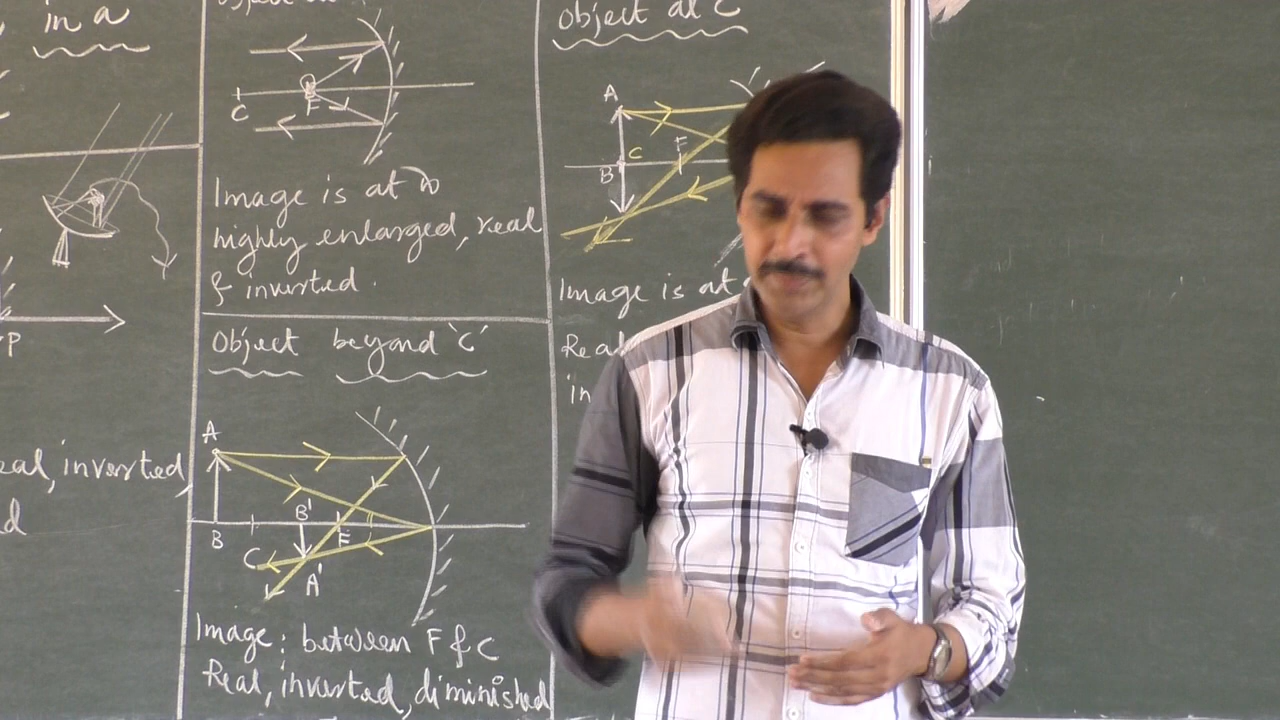 in a
P
real, inverted,
C
F
Image is at ∞
highly enlarged, real
& inverted.
Object beyond 'C'
A
B' F
B C
A'
Image: between F & C
Real, inverted, diminished
Object at C
A
C F
B
Image is at
Real
in